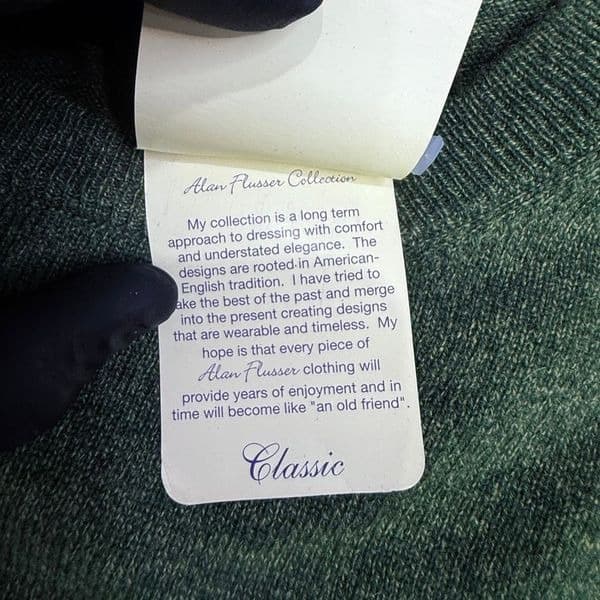 Alan Flusser Collection
My collection is a long term
approach to dressing with comfort
and understated elegance. The
designs are rooted in American-
English tradition. I have tried to
ake the best of the past and merge
into the present creating designs
that are wearable and timeless. My
hope is that every piece of
Alan Flusser clothing will
provide years of enjoyment and in
time will become like "an old friend".
Classic